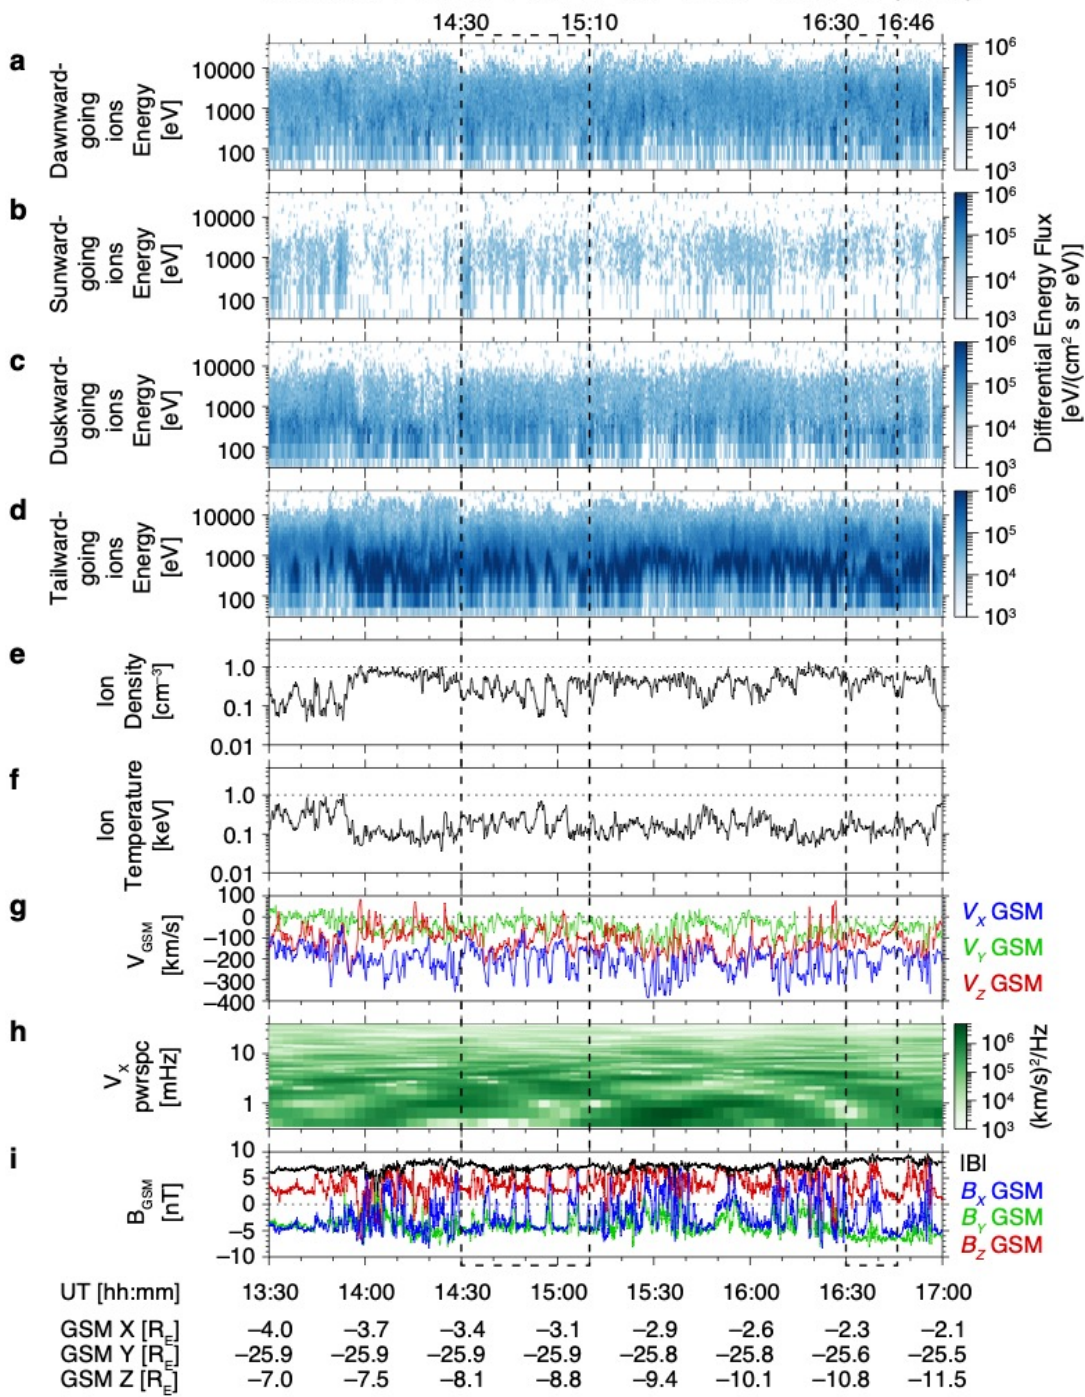 14:30 15:10 16:30 16:46
a
Dawnward-
going
ions
Energy
[eV]
10000
1000
100
10⁶
10⁵
10⁴
10³
b
Sunward-
going
ions
Energy
[eV]
10000
1000
100
10⁶
10⁵
10⁴
10³
c
Duskward-
going
ions
Energy
[eV]
10000
1000
100
10⁶
10⁵
10⁴
10³
d
Tailward-
going
ions
Energy
[eV]
10000
1000
100
10⁶
10⁵
10⁴
10³
Differential Energy Flux
[eV/(cm² s sr eV)]
e
Ion
Density
[cm⁻³]
1.0
0.1
0.01
f
Ion
Temperature
[keV]
1.0
0.1
0.01
g
V_GSM
[km/s]
100
0
−100
−200
−300
−400
V_X GSM
V_Y GSM
V_Z GSM
h
V_X
pwrspc
[mHz]
10
1
10⁶
10⁵
10⁴
10³
(km/s)²/Hz
i
B_GSM
[nT]
10
5
0
−5
−10
|B|
B_X GSM
B_Y GSM
B_Z GSM
UT [hh:mm] 13:30 14:00 14:30 15:00 15:30 16:00 16:30 17:00
GSM X [R_E] −4.0 −3.7 −3.4 −3.1 −2.9 −2.6 −2.3 −2.1
GSM Y [R_E] −25.9 −25.9 −25.9 −25.9 −25.8 −25.8 −25.6 −25.5
GSM Z [R_E] −7.0 −7.5 −8.1 −8.8 −9.4 −10.1 −10.8 −11.5